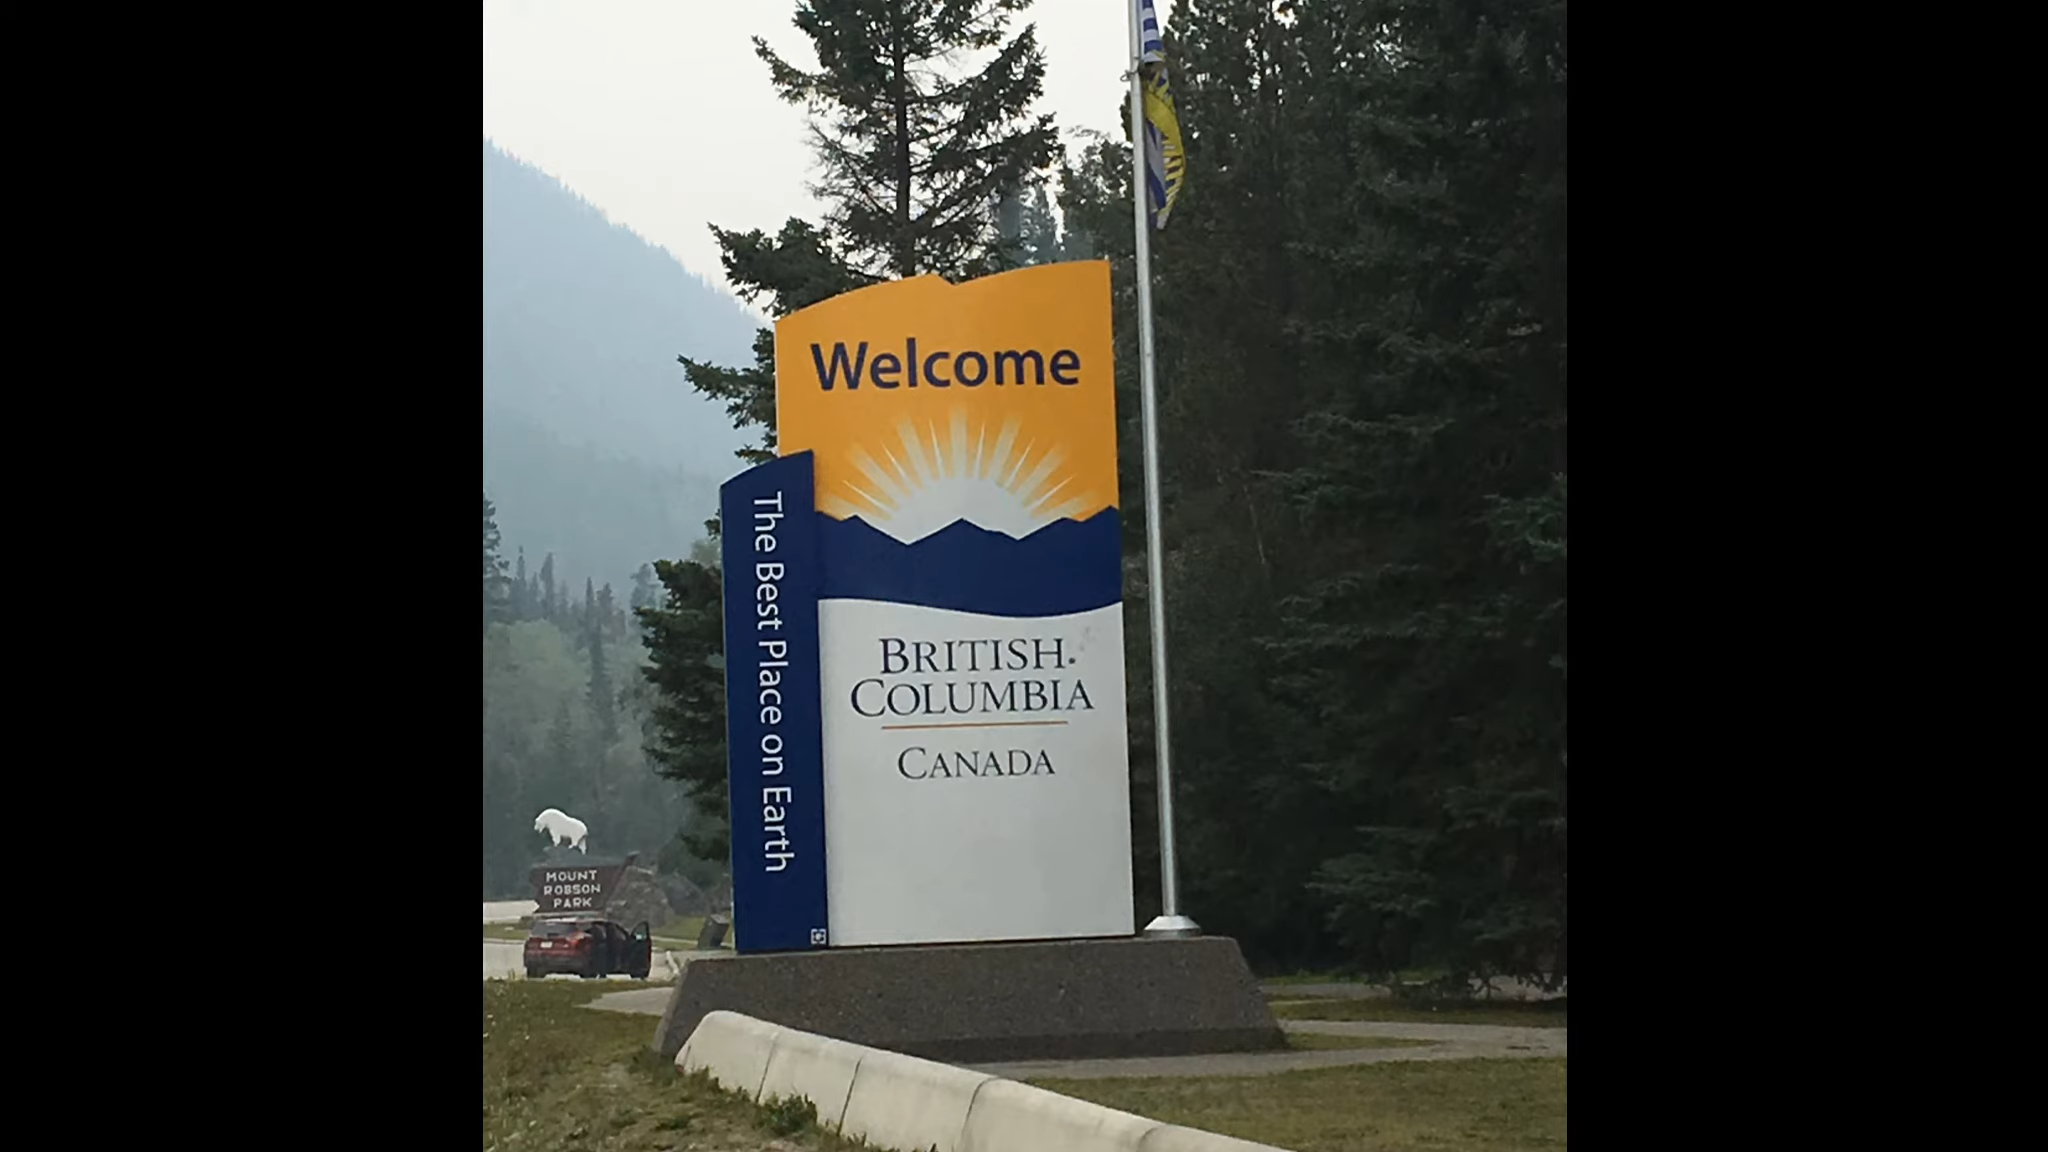 Welcome
The Best Place on Earth
BRITISH
COLUMBIA
CANADA
MOUNT
ROBSON
PARK